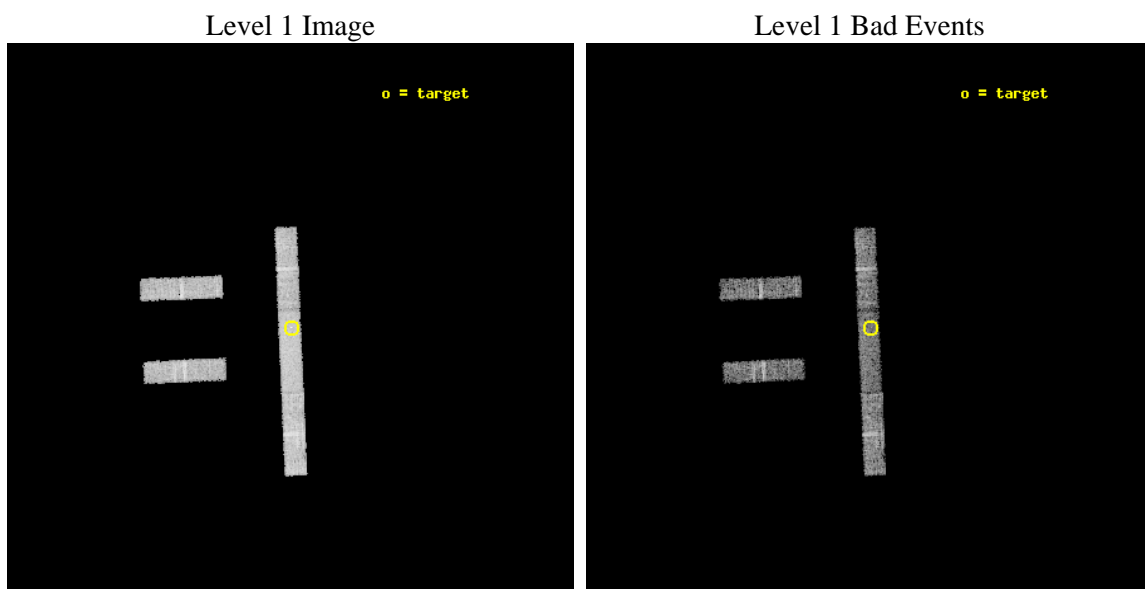 Level 1 Image
Level 1 Bad Events
o = target
o = target